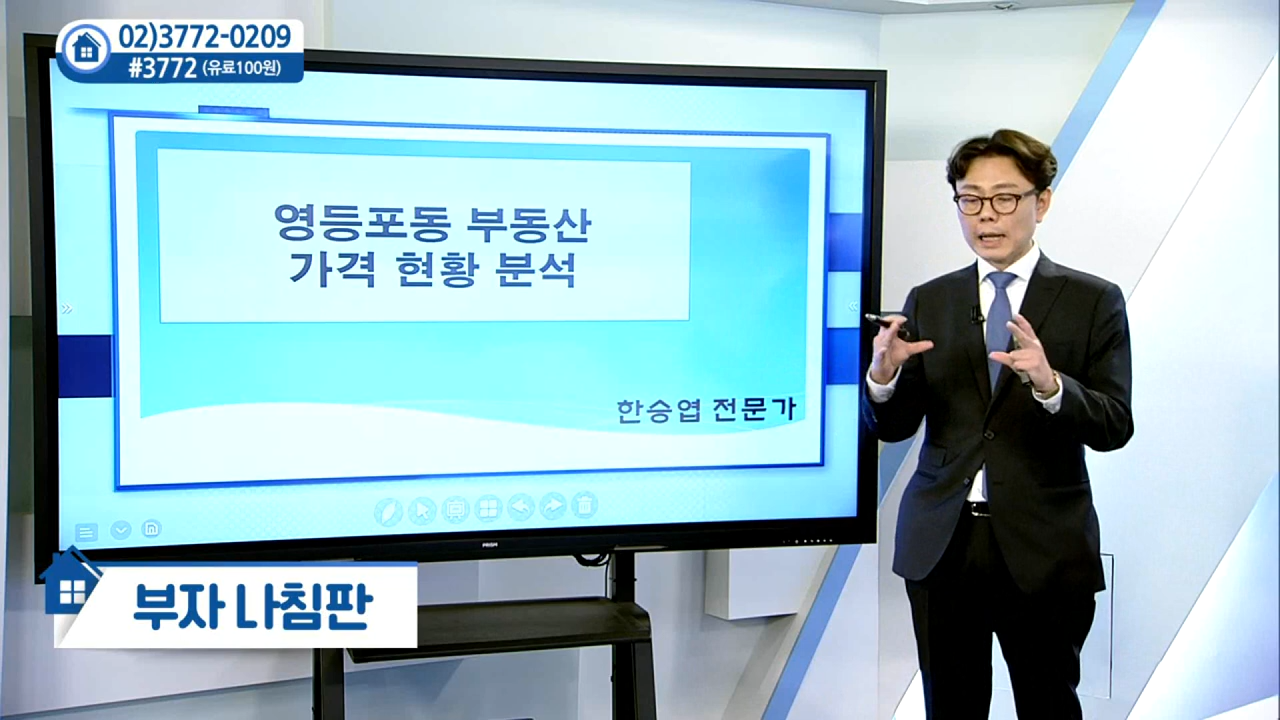 02)3772-0209
#3772 (유료100원)
영등포동 부동산
가격 현황 분석
한승엽 전문가
PRISM
부자 나침판